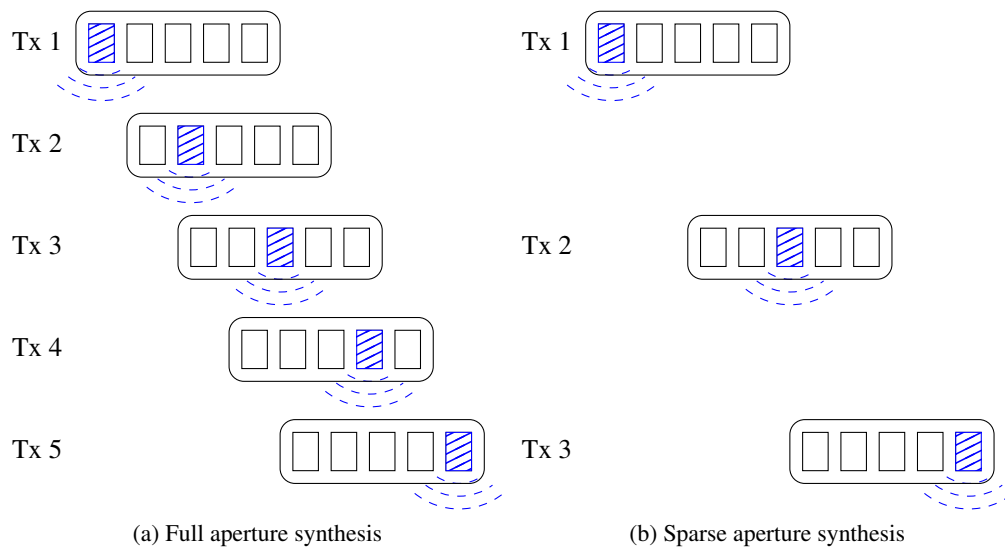 Tx 1
Tx 2
Tx 3
Tx 4
Tx 5
(a) Full aperture synthesis
Tx 1
Tx 2
Tx 3
(b) Sparse aperture synthesis